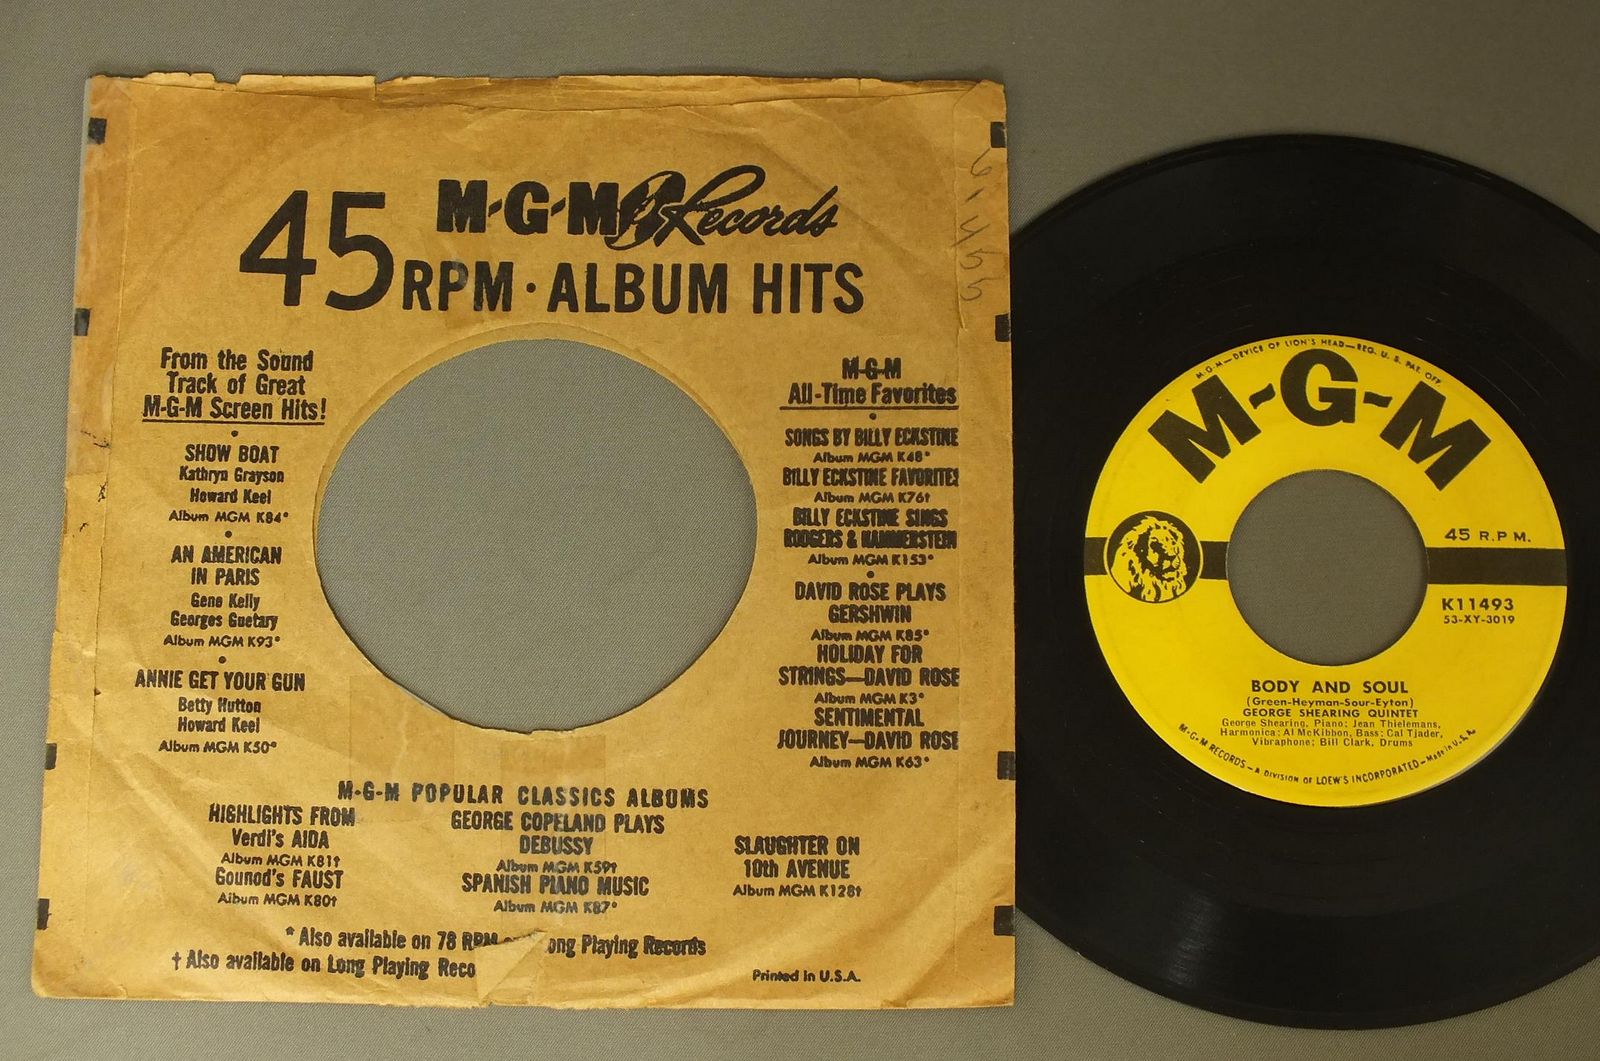 M-G-M Records
45 RPM · ALBUM HITS
From the Sound
Track of Great
M-G-M Screen Hits!
SHOW BOAT
Kathryn Grayson
Howard Keel
Album MGM K84*
AN AMERICAN
IN PARIS
Gene Kelly
Georges Guetary
Album MGM K93*
ANNIE GET YOUR GUN
Betty Hutton
Howard Keel
Album MGM K50*
M-G-M
All-Time Favorites
SONGS BY BILLY ECKSTINE
Album MGM K48*
BILLY ECKSTINE FAVORITES
Album MGM K76†
BILLY ECKSTINE SINGS
RODGERS & HAMMERSTEIN
Album MGM K153*
DAVID ROSE PLAYS
GERSHWIN
Album MGM K85*
HOLIDAY FOR
STRINGS—DAVID ROSE
Album MGM K3*
SENTIMENTAL
JOURNEY—DAVID ROSE
Album MGM K63*
M-G-M POPULAR CLASSICS ALBUMS
HIGHLIGHTS FROM
Verdi's AIDA
Album MGM K81†
Gounod's FAUST
Album MGM K80†
GEORGE COPELAND PLAYS
DEBUSSY
Album MGM K59†
SPANISH PIANO MUSIC
Album MGM K87*
SLAUGHTER ON
10th AVENUE
Album MGM K128†
* Also available on 78 RPM ong Playing Records
† Also available on Long Playing Reco
Printed in U.S.A.
M-G-M—DEVICE OF LION'S HEAD—REG. U. S. PAT. OFF.
M-G-M
45 R.P.M.
K11493
53-XY-3019
BODY AND SOUL
(Green-Heyman-Sour-Eyton)
GEORGE SHEARING QUINTET
George Shearing, Piano; Jean Thielemans,
Harmonica; Al McKibbon, Bass; Cal Tjader,
Vibraphone; Bill Clark, Drums
M-G-M RECORDS—A DIVISION OF LOEW'S INCORPORATED—Made in U.S.A.